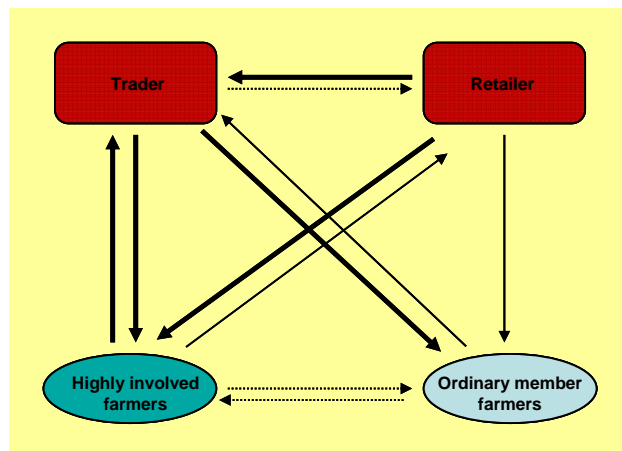 Trader
Retailer
Highly involved
farmers
Ordinary member
farmers